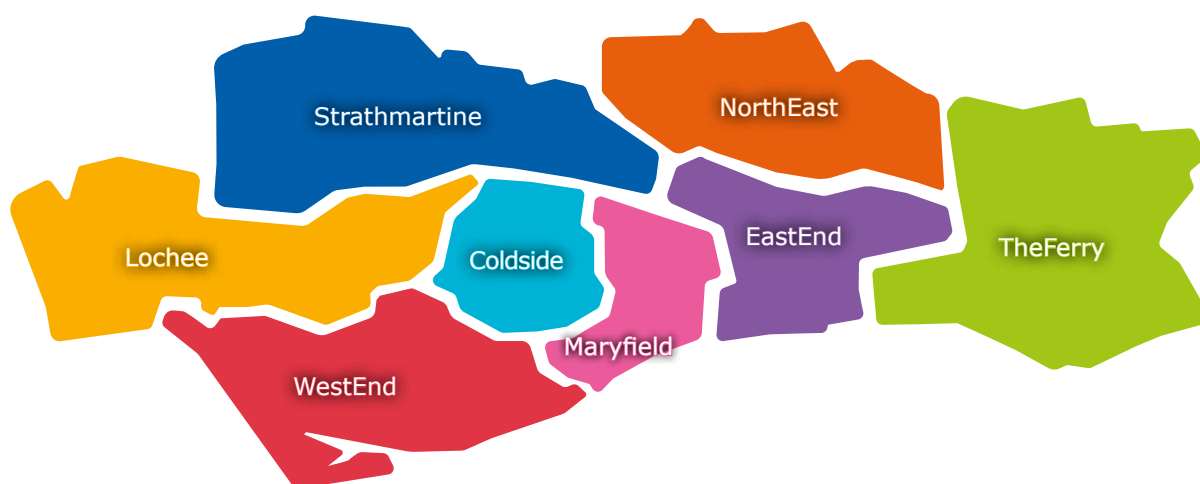 Strathmartine
NorthEast
EastEnd
TheFerry
Lochee
Coldside
Maryfield
WestEnd